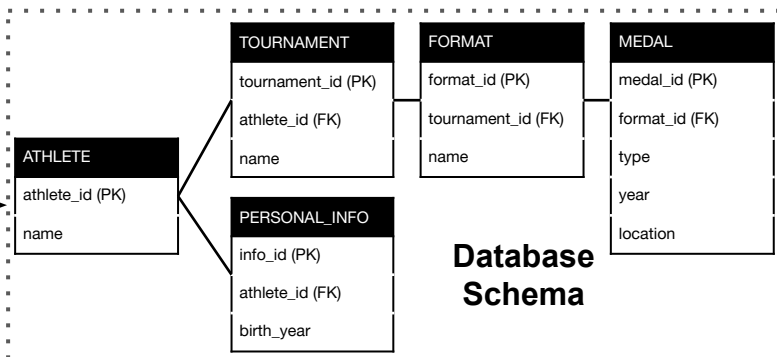 ATHLETE
athlete_id (PK)
name
TOURNAMENT
tournament_id (PK)
athlete_id (FK)
name
PERSONAL_INFO
info_id (PK)
athlete_id (FK)
birth_year
FORMAT
format_id (PK)
tournament_id (FK)
name
MEDAL
medal_id (PK)
format_id (FK)
type
year
location
Database
Schema